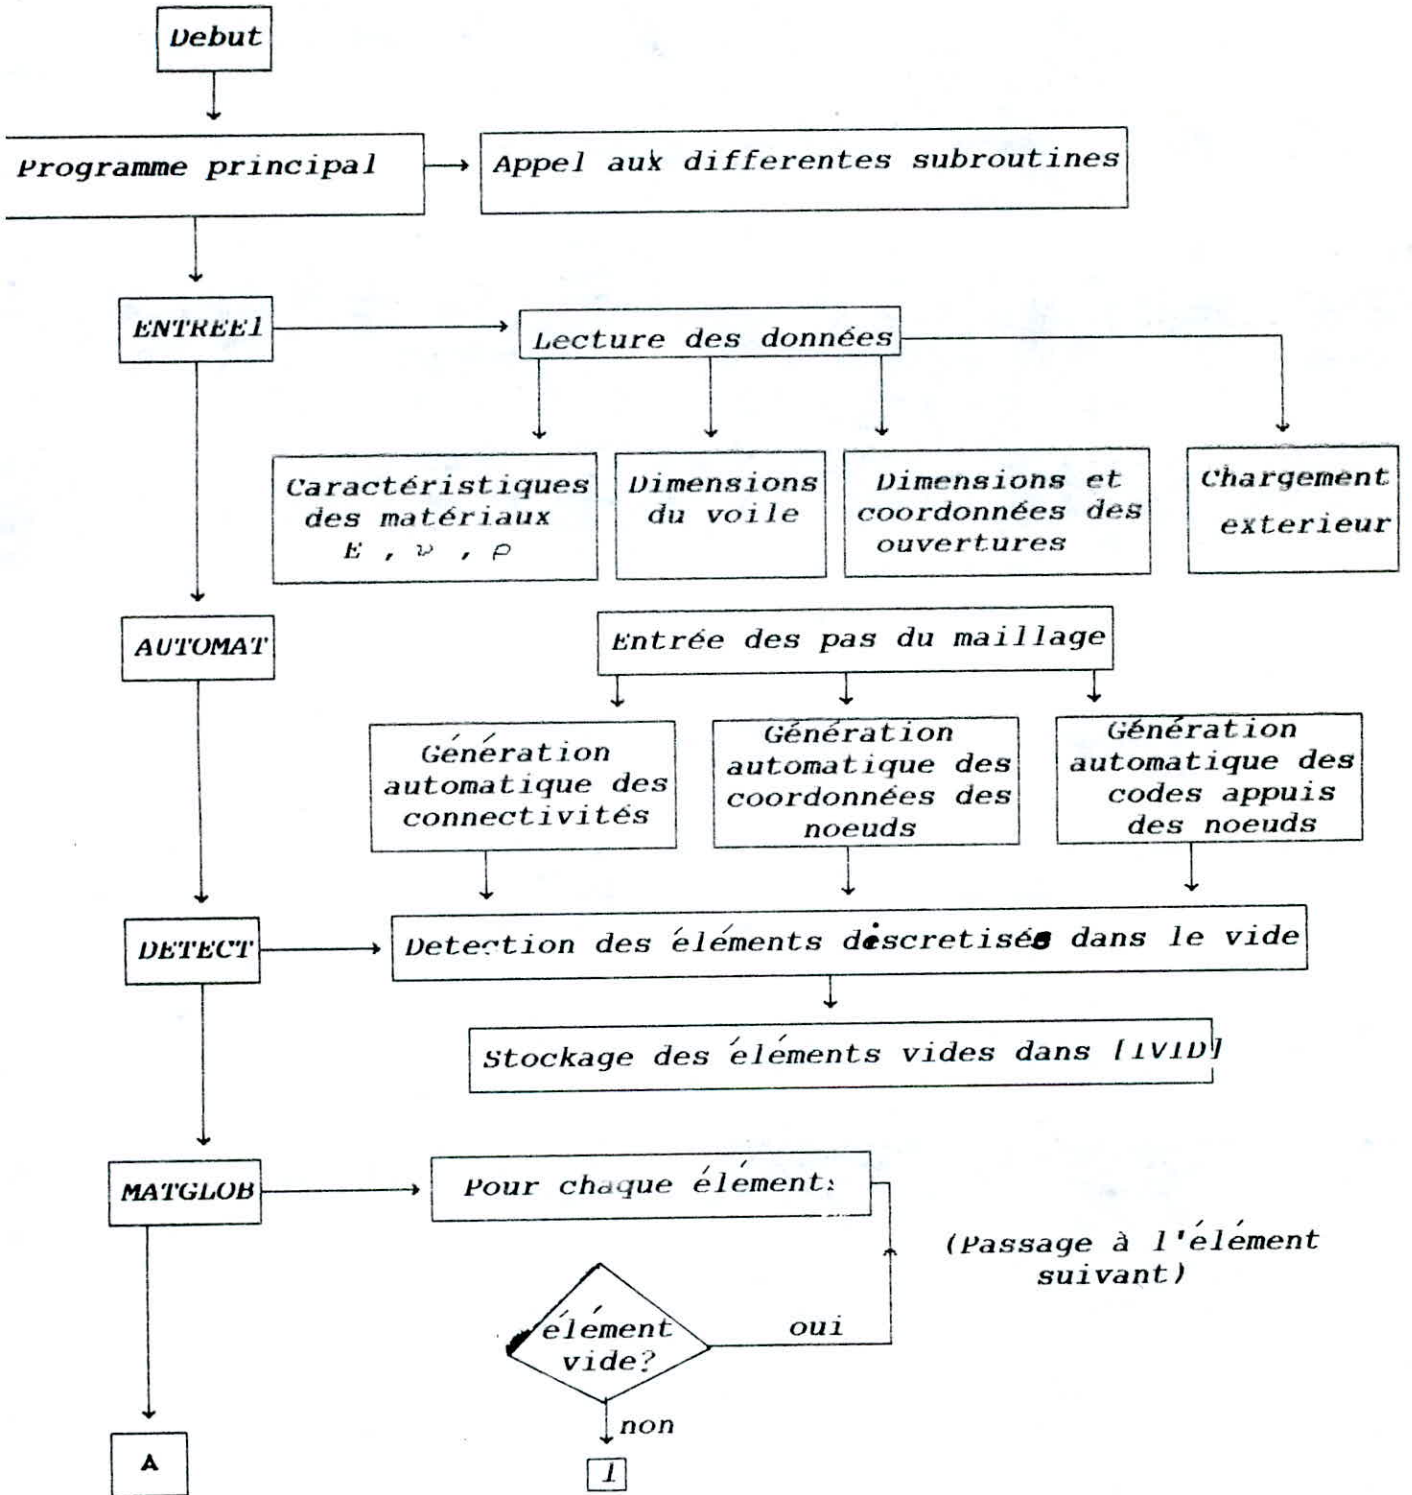 Debut
Programme principal
Appel aux differentes subroutines
ENTREE1
Lecture des données
Caractéristiques
des matériaux
E , ν , ρ
Dimensions
du voile
Dimensions et
coordonnées des
ouvertures
Chargement
exterieur
AUTOMAT
Entrée des pas du maillage
Génération
automatique des
connectivités
Génération
automatique des
coordonnées des
noeuds
Génération
automatique des
codes appuis
des noeuds
DETECT
Detection des éléments discretisés dans le vide
Stockage des éléments vides dans [IVID]
MATGLOB
Pour chaque élément:
(Passage à l'élément
suivant)
élément
vide?
oui
non
A
1